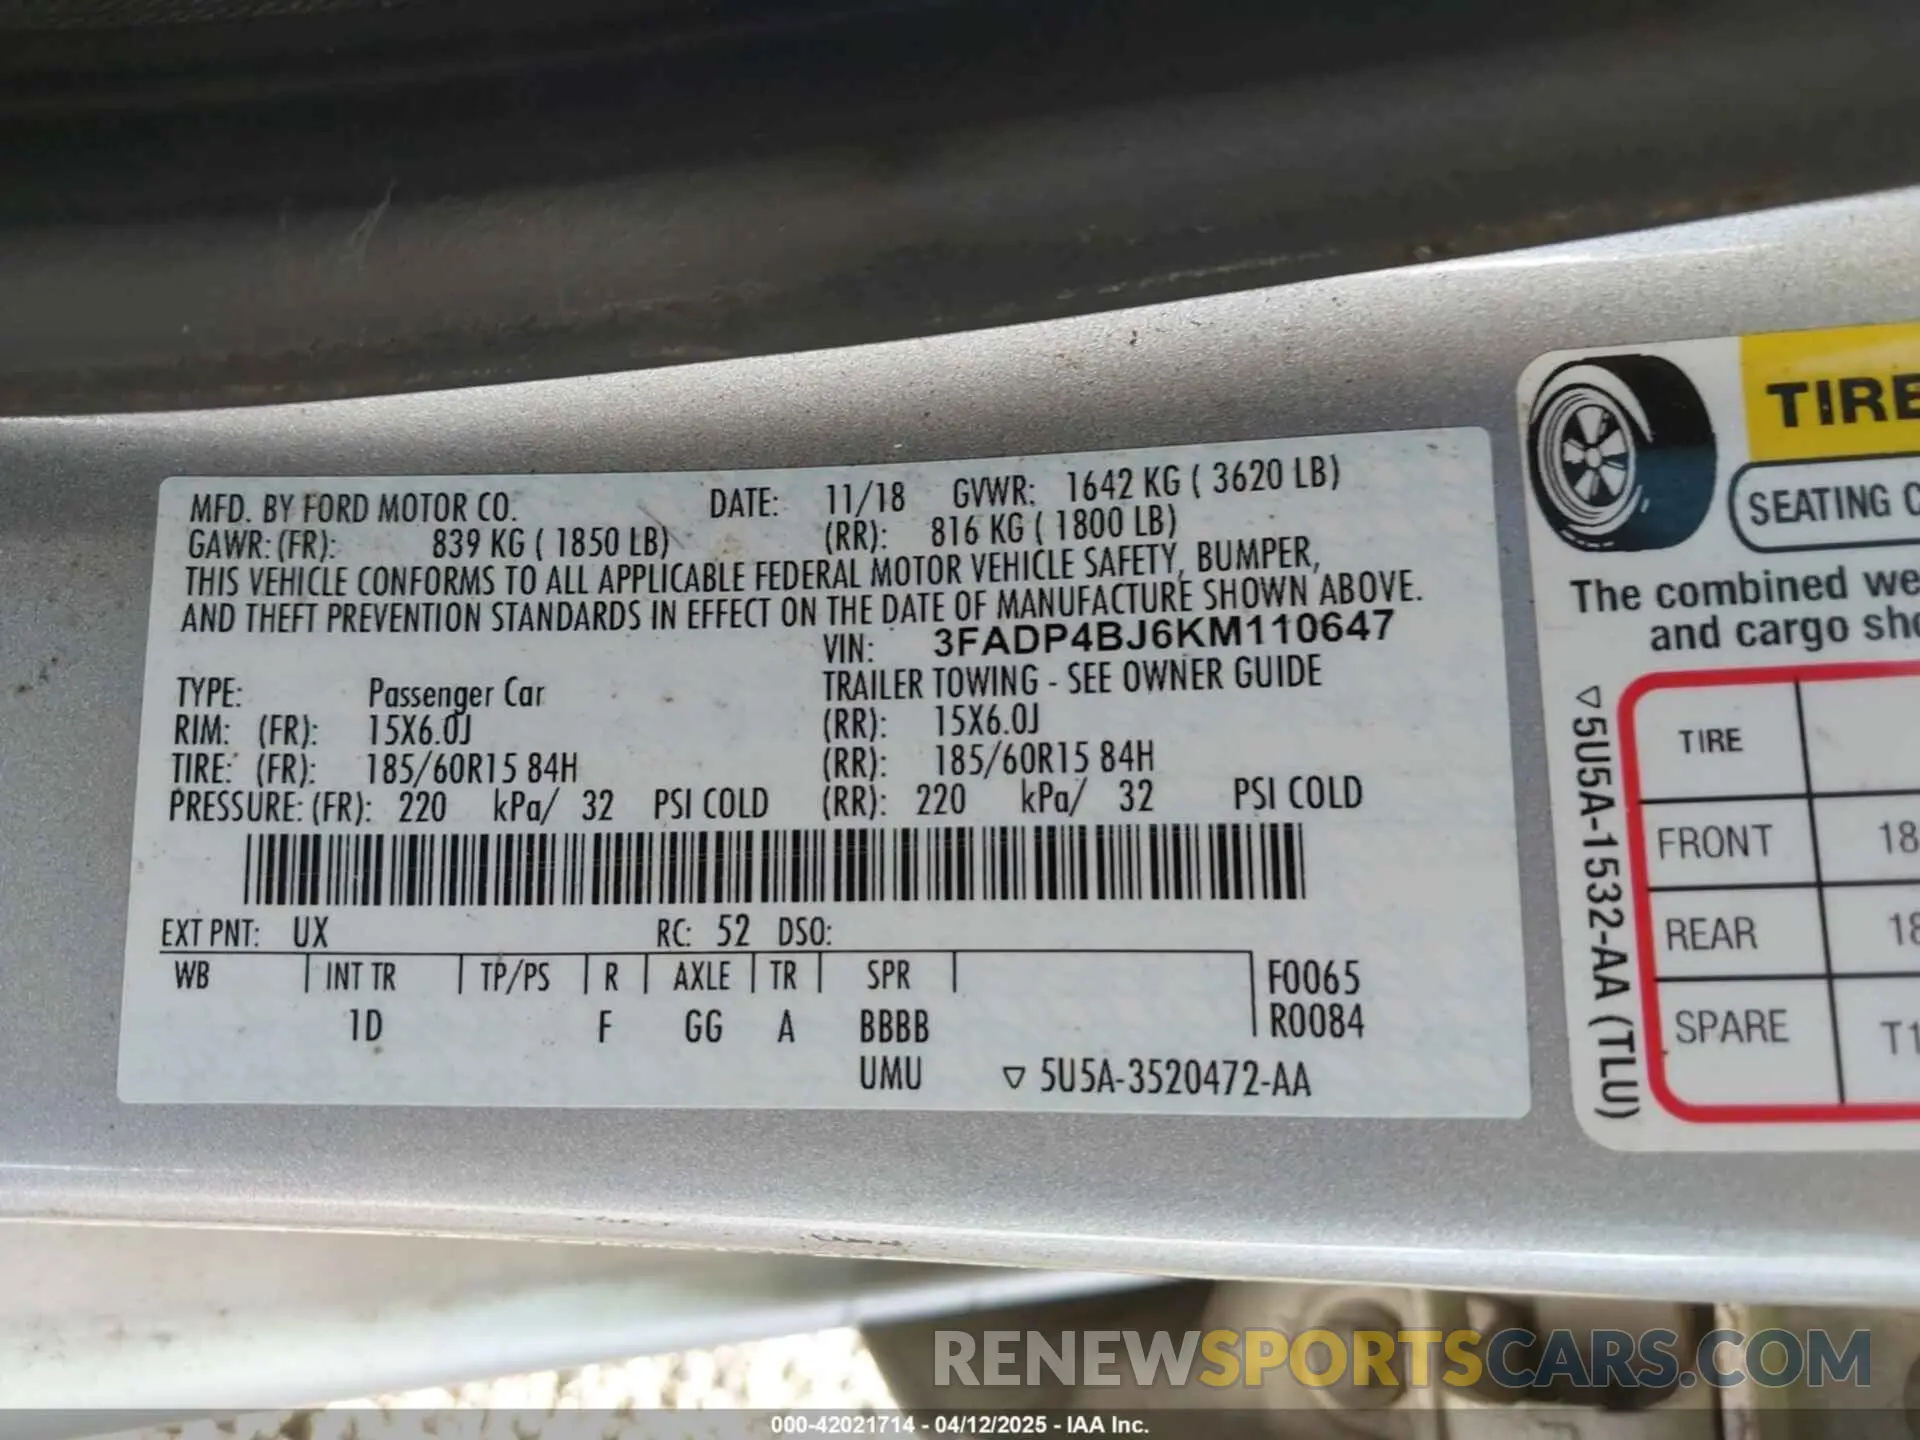 MFD. BY FORD MOTOR CO. DATE: 11/18 GVWR: 1642 KG ( 3620 LB)
GAWR: (FR): 839 KG ( 1850 LB) (RR): 816 KG ( 1800 LB)
THIS VEHICLE CONFORMS TO ALL APPLICABLE FEDERAL MOTOR VEHICLE SAFETY, BUMPER,
AND THEFT PREVENTION STANDARDS IN EFFECT ON THE DATE OF MANUFACTURE SHOWN ABOVE.
VIN: 3FADP4BJ6KM110647
TYPE: Passenger Car TRAILER TOWING - SEE OWNER GUIDE
RIM: (FR): 15X6.0J (RR): 15X6.0J
TIRE: (FR): 185/60R15 84H (RR): 185/60R15 84H
PRESSURE: (FR): 220 kPa/ 32 PSI COLD (RR): 220 kPa/ 32 PSI COLD
EXT PNT: UX RC: 52 DSO:
WB INT TR TP/PS R AXLE TR SPR F0065
1D F GG A BBBB R0084
UMU ▽ 5U5A-3520472-AA
TIRE
SEATING C
The combined we
and cargo sho
▽5U5A-1532-AA (TLU)
TIRE
FRONT 18
REAR 18
SPARE T1
RENEWSPORTSCARS.COM
000-42021714 - 04/12/2025 - IAA Inc.